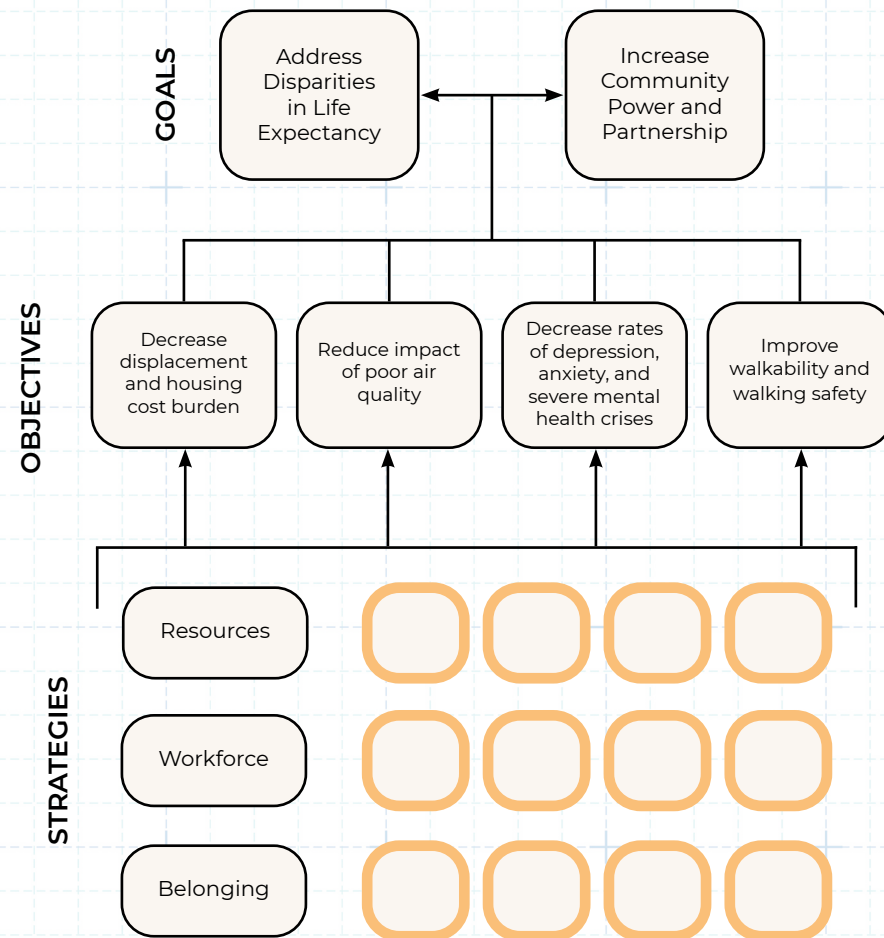 GOALS
Address
Disparities
in Life
Expectancy
Increase
Community
Power and
Partnership
OBJECTIVES
Decrease
displacement
and housing
cost burden
Reduce impact
of poor air
quality
Decrease rates
of depression,
anxiety, and
severe mental
health crises
Improve
walkability and
walking safety
STRATEGIES
Resources
Workforce
Belonging